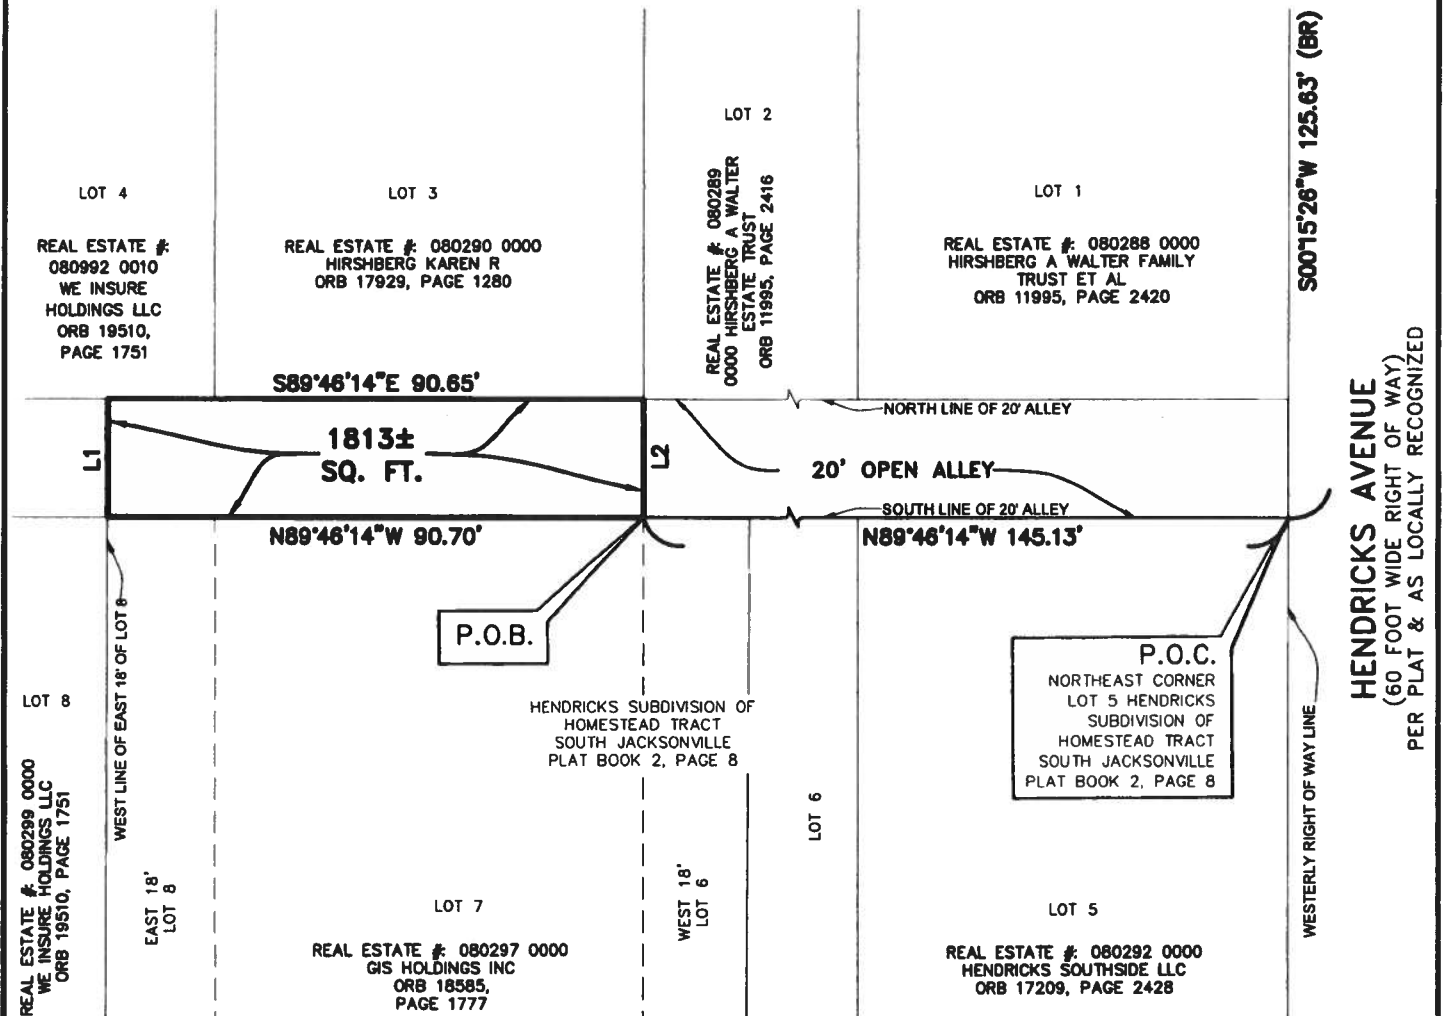 LOT 4
REAL ESTATE #:
080992 0010
WE INSURE
HOLDINGS LLC
ORB 19510,
PAGE 1751
LOT 3
REAL ESTATE #: 080290 0000
HIRSHBERG KAREN R
ORB 17929, PAGE 1280
LOT 2
REAL ESTATE #: 080289
0000 HIRSHBERG A WALTER
ESTATE TRUST
ORB 11995, PAGE 2416
LOT 1
REAL ESTATE #: 080288 0000
HIRSHBERG A WALTER FAMILY
TRUST ET AL
ORB 11995, PAGE 2420
S00°15'26"W 125.63' (BR)
S89°46'14"E 90.65'
L1
1813±
SQ. FT.
L2
NORTH LINE OF 20' ALLEY
20' OPEN ALLEY
SOUTH LINE OF 20' ALLEY
N89°46'14"W 90.70'
N89°46'14"W 145.13'
HENDRICKS AVENUE
(60 FOOT WIDE RIGHT OF WAY)
PER PLAT & AS LOCALLY RECOGNIZED
P.O.B.
P.O.C.
NORTHEAST CORNER
LOT 5 HENDRICKS
SUBDIVISION OF
HOMESTEAD TRACT
SOUTH JACKSONVILLE
PLAT BOOK 2, PAGE 8
WEST LINE OF EAST 18' OF LOT 8
HENDRICKS SUBDIVISION OF
HOMESTEAD TRACT
SOUTH JACKSONVILLE
PLAT BOOK 2, PAGE 8
LOT 8
REAL ESTATE #: 080299 0000
WE INSURE HOLDINGS LLC
ORB 19510, PAGE 1751
EAST 18'
LOT 8
LOT 7
REAL ESTATE #: 080297 0000
GIS HOLDINGS INC
ORB 18585,
PAGE 1777
WEST 18'
LOT 6
LOT 6
LOT 5
REAL ESTATE #: 080292 0000
HENDRICKS SOUTHSIDE LLC
ORB 17209, PAGE 2428
WESTERLY RIGHT OF WAY LINE